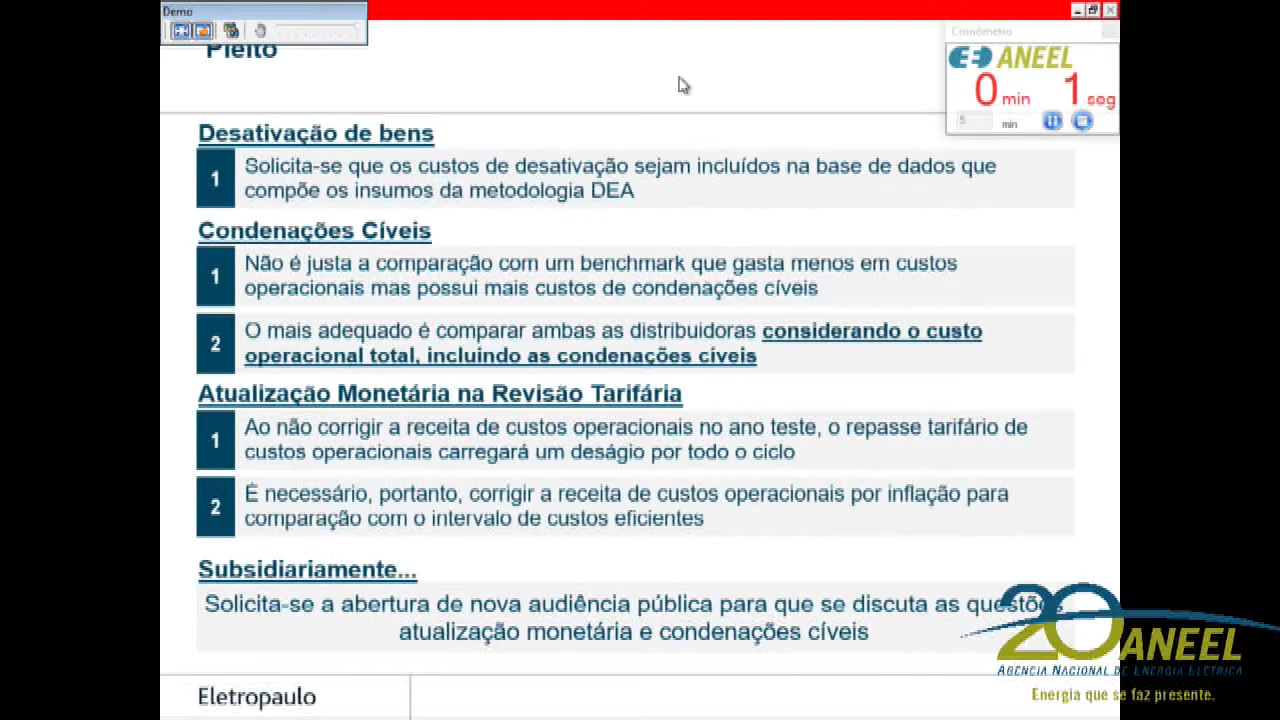 Demo
Pleito
Cronômetro
ANEEL
0 min 1 seg
5 min
Desativação de bens
1 Solicita-se que os custos de desativação sejam incluídos na base de dados que
compõe os insumos da metodologia DEA
Condenações Cíveis
1 Não é justa a comparação com um benchmark que gasta menos em custos
operacionais mas possui mais custos de condenações cíveis
2 O mais adequado é comparar ambas as distribuidoras considerando o custo
operacional total, incluindo as condenações cíveis
Atualização Monetária na Revisão Tarifária
1 Ao não corrigir a receita de custos operacionais no ano teste, o repasse tarifário de
custos operacionais carregará um deságio por todo o ciclo
2 É necessário, portanto, corrigir a receita de custos operacionais por inflação para
comparação com o intervalo de custos eficientes
Subsidiariamente...
Solicita-se a abertura de nova audiência pública para que se discuta as questões
atualização monetária e condenações cíveis
Eletropaulo
20 ANEEL
AGÊNCIA NACIONAL DE ENERGIA ELÉTRICA
Energia que se faz presente.